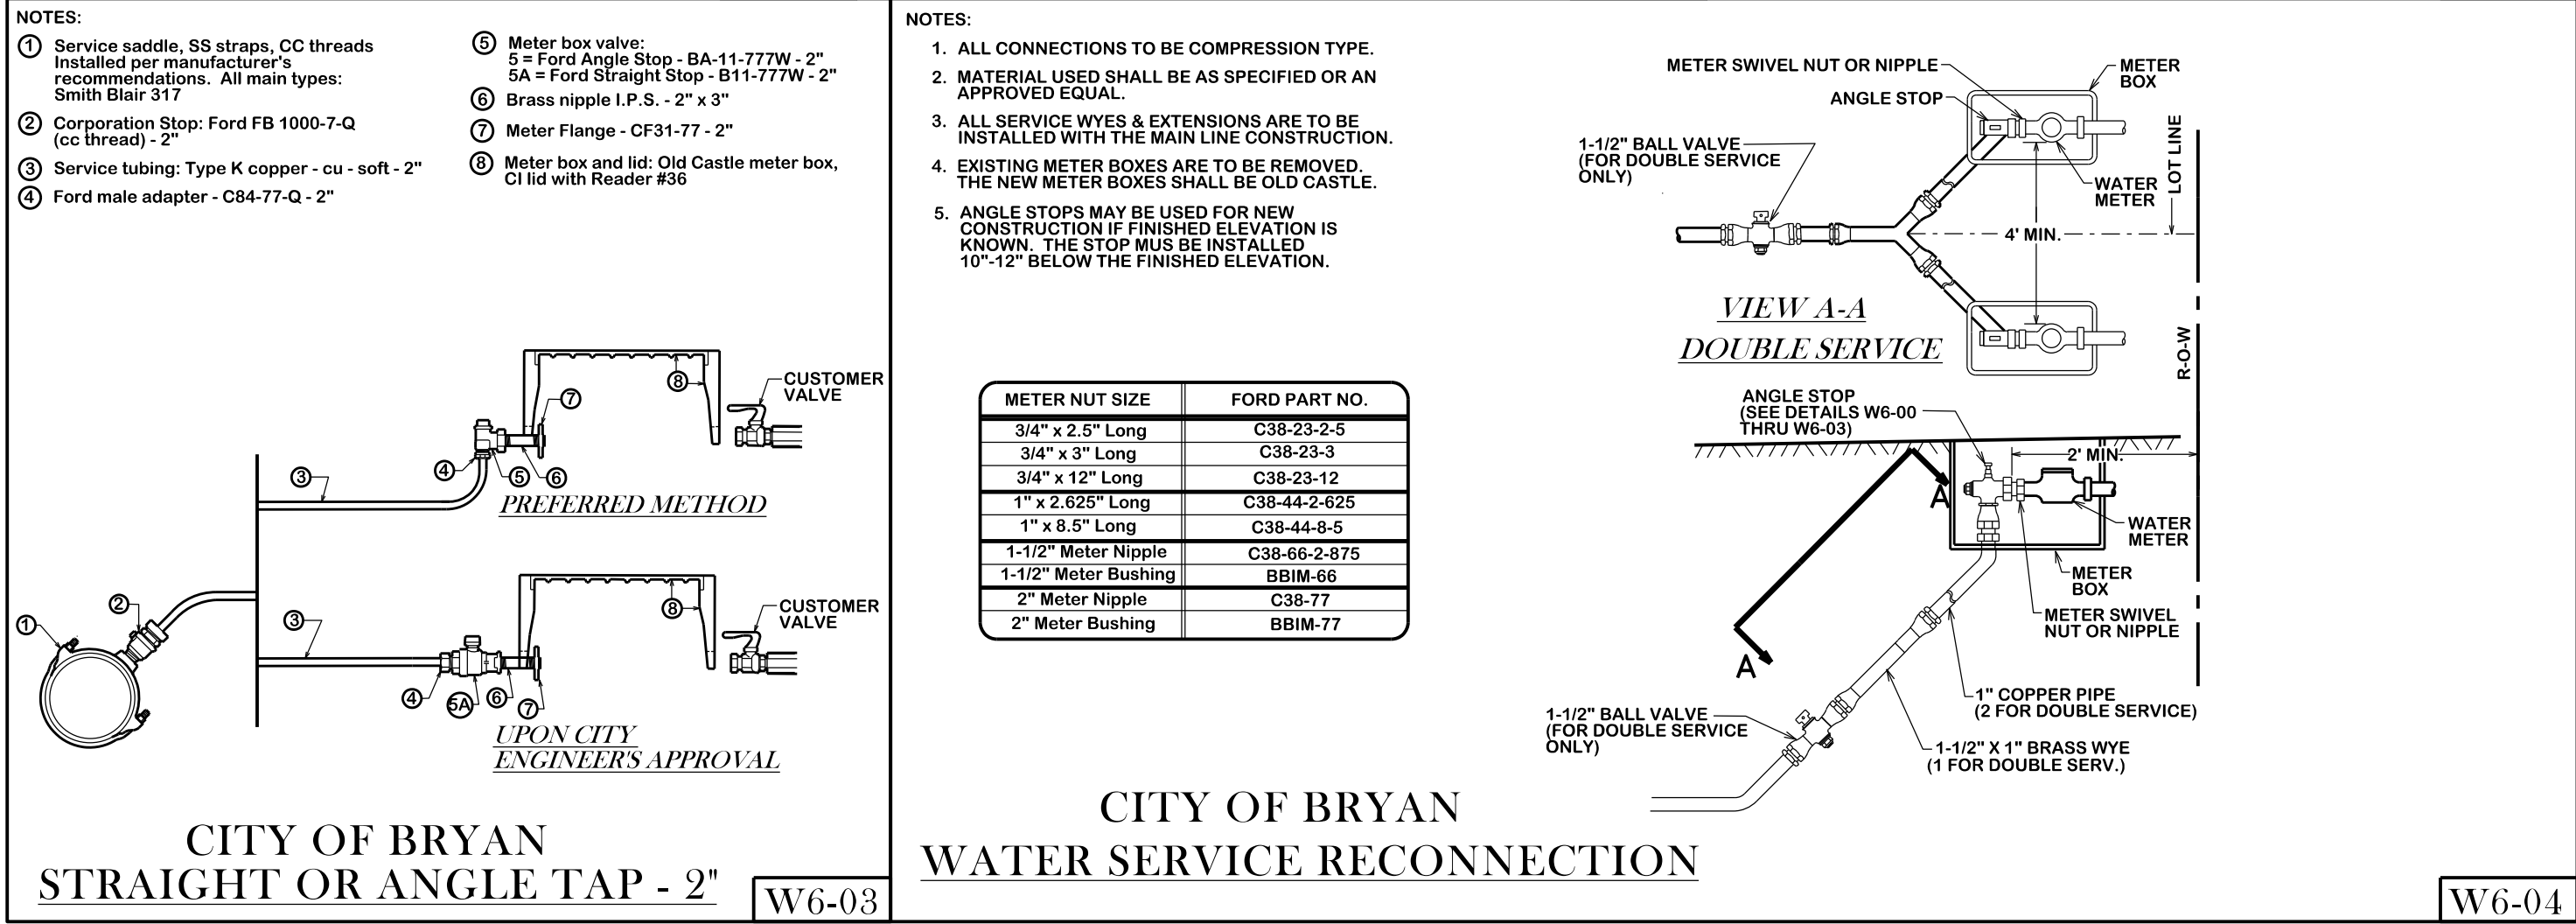 NOTES:
1 Service saddle, SS straps, CC threads
Installed per manufacturer's
recommendations. All main types:
Smith Blair 317
2 Corporation Stop: Ford FB 1000-7-Q
(cc thread) - 2"
3 Service tubing: Type K copper - cu - soft - 2"
4 Ford male adapter - C84-77-Q - 2"
5 Meter box valve:
5 = Ford Angle Stop - BA-11-777W - 2"
5A = Ford Straight Stop - B11-777W - 2"
6 Brass nipple I.P.S. - 2" x 3"
7 Meter Flange - CF31-77 - 2"
8 Meter box and lid: Old Castle meter box,
CI lid with Reader #36
8
CUSTOMER
VALVE
7
4
5
6
3
PREFERRED METHOD
8
CUSTOMER
VALVE
2
1
3
4
5A
6
7
UPON CITY
ENGINEER'S APPROVAL
CITY OF BRYAN
STRAIGHT OR ANGLE TAP - 2"
W6-03
NOTES:
1. ALL CONNECTIONS TO BE COMPRESSION TYPE.
2. MATERIAL USED SHALL BE AS SPECIFIED OR AN
APPROVED EQUAL.
3. ALL SERVICE WYES & EXTENSIONS ARE TO BE
INSTALLED WITH THE MAIN LINE CONSTRUCTION.
4. EXISTING METER BOXES ARE TO BE REMOVED.
THE NEW METER BOXES SHALL BE OLD CASTLE.
5. ANGLE STOPS MAY BE USED FOR NEW
CONSTRUCTION IF FINISHED ELEVATION IS
KNOWN. THE STOP MUS BE INSTALLED
10"-12" BELOW THE FINISHED ELEVATION.
METER NUT SIZE FORD PART NO.
3/4" x 2.5" Long C38-23-2-5
3/4" x 3" Long C38-23-3
3/4" x 12" Long C38-23-12
1" x 2.625" Long C38-44-2-625
1" x 8.5" Long C38-44-8-5
1-1/2" Meter Nipple C38-66-2-875
1-1/2" Meter Bushing BBIM-66
2" Meter Nipple C38-77
2" Meter Bushing BBIM-77
METER SWIVEL NUT OR NIPPLE
METER
BOX
ANGLE STOP
1-1/2" BALL VALVE
(FOR DOUBLE SERVICE
ONLY)
WATER
METER
LOT LINE
4' MIN.
VIEW A-A
DOUBLE SERVICE
R-O-W
ANGLE STOP
(SEE DETAILS W6-00
THRU W6-03)
2' MIN.
A
WATER
METER
METER
BOX
METER SWIVEL
NUT OR NIPPLE
A
1" COPPER PIPE
(2 FOR DOUBLE SERVICE)
1-1/2" BALL VALVE
(FOR DOUBLE SERVICE
ONLY)
1-1/2" X 1" BRASS WYE
(1 FOR DOUBLE SERV.)
CITY OF BRYAN
WATER SERVICE RECONNECTION
W6-04